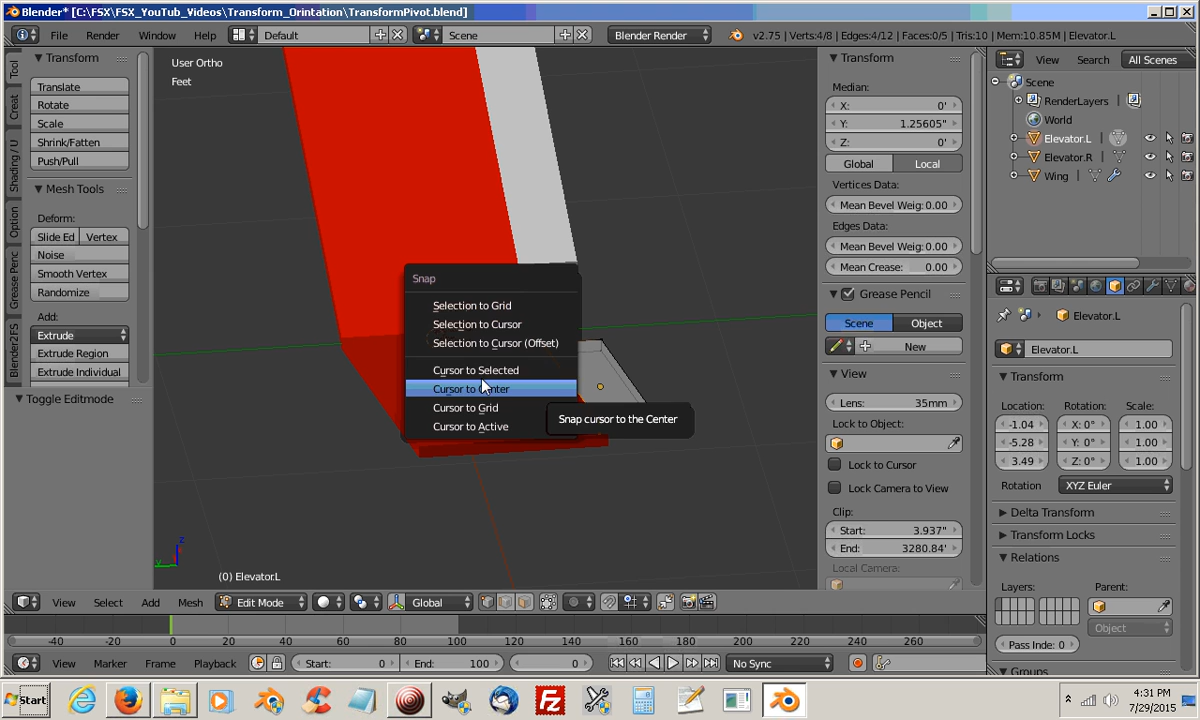 Blender* [C:\FSX\FSX_YouTub_Videos\Transform_Orintation\TransformPivot.blend]
File Render Window Help Default Scene Blender Render v2.75 | Verts:4/8 | Edges:4/12 | Faces:0/5 | Tris:10 | Mem:10.85M | Elevator.L
Tool
Creat
Shading / U
Option
Grease Penc
Blender2FS
Transform
Translate
Rotate
Scale
Shrink/Fatten
Push/Pull
Mesh Tools
Deform:
Slide Ed Vertex
Noise
Smooth Vertex
Randomize
Add:
Extrude
Extrude Region
Extrude Individual
Toggle Editmode
User Ortho
Feet
Snap
Selection to Grid
Selection to Cursor
Selection to Cursor (Offset)
Cursor to Selected
Cursor to Center
Cursor to Grid
Cursor to Active
Snap cursor to the Center
z
y
(0) Elevator.L
Transform
Median:
X: 0'
Y: 1.25605"
Z: 0'
Global Local
Vertices Data:
Mean Bevel Weig: 0.00
Edges Data:
Mean Bevel Weig: 0.00
Mean Crease: 0.00
Grease Pencil
Scene Object
New
View
Lens: 35mm
Lock to Object:
Lock to Cursor
Lock Camera to View
Clip:
Start: 3.937"
End: 3280.84'
Local Camera:
View Search All Scenes
Scene
RenderLayers
World
Elevator.L
Elevator.R
Wing
Elevator.L
Elevator.L
Transform
Location: Rotation: Scale:
-1.04 X: 0° 1.00
-5.28 Y: 0° 1.00
3.49 Z: 0° 1.00
Rotation XYZ Euler
Delta Transform
Transform Locks
Relations
Layers: Parent:
Object
Pass Inde: 0
Groups
View Select Add Mesh Edit Mode Global
-40 -20 0 20 40 60 80 100 120 140 160 180 200 220 240 260
View Marker Frame Playback Start: 0 End: 100 0 No Sync
Start
4:31 PM
7/29/2015